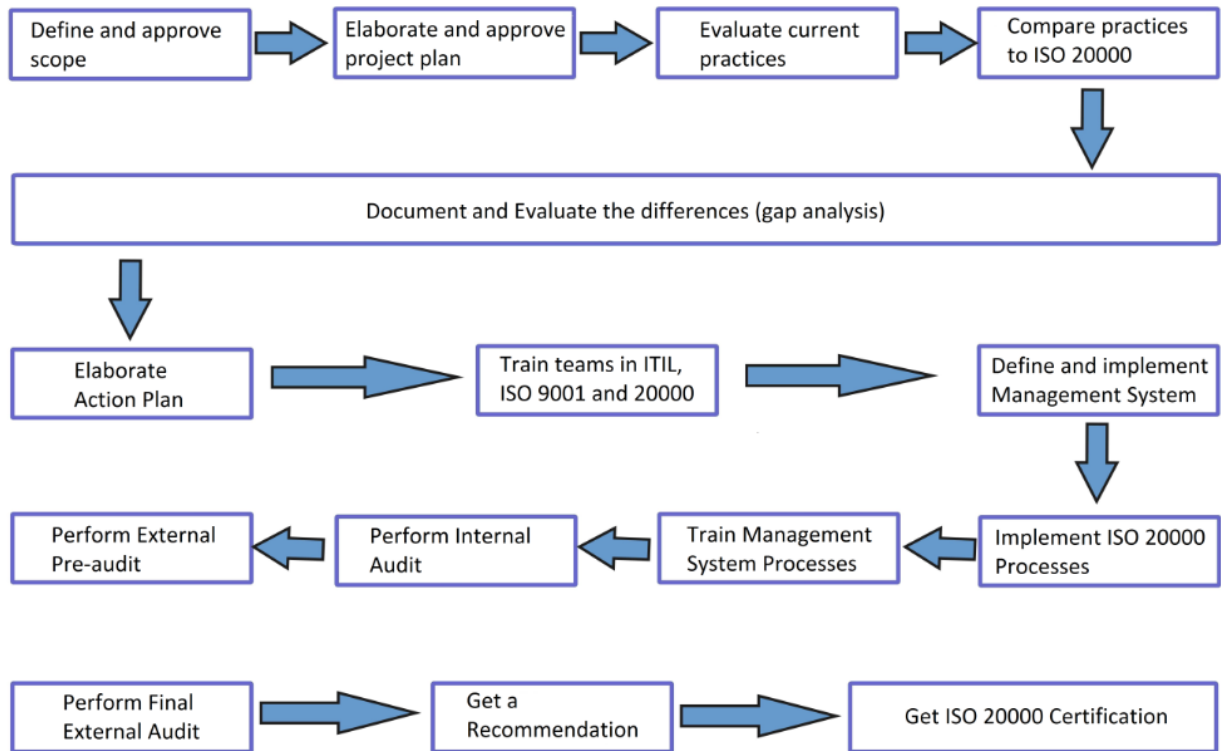 Define and approve
scope
Elaborate and approve
project plan
Evaluate current
practices
Compare practices
to ISO 20000
Document and Evaluate the differences (gap analysis)
Elaborate
Action Plan
Train teams in ITIL,
ISO 9001 and 20000
Define and implement
Management System
Perform External
Pre-audit
Perform Internal
Audit
Train Management
System Processes
Implement ISO 20000
Processes
Perform Final
External Audit
Get a
Recommendation
Get ISO 20000 Certification